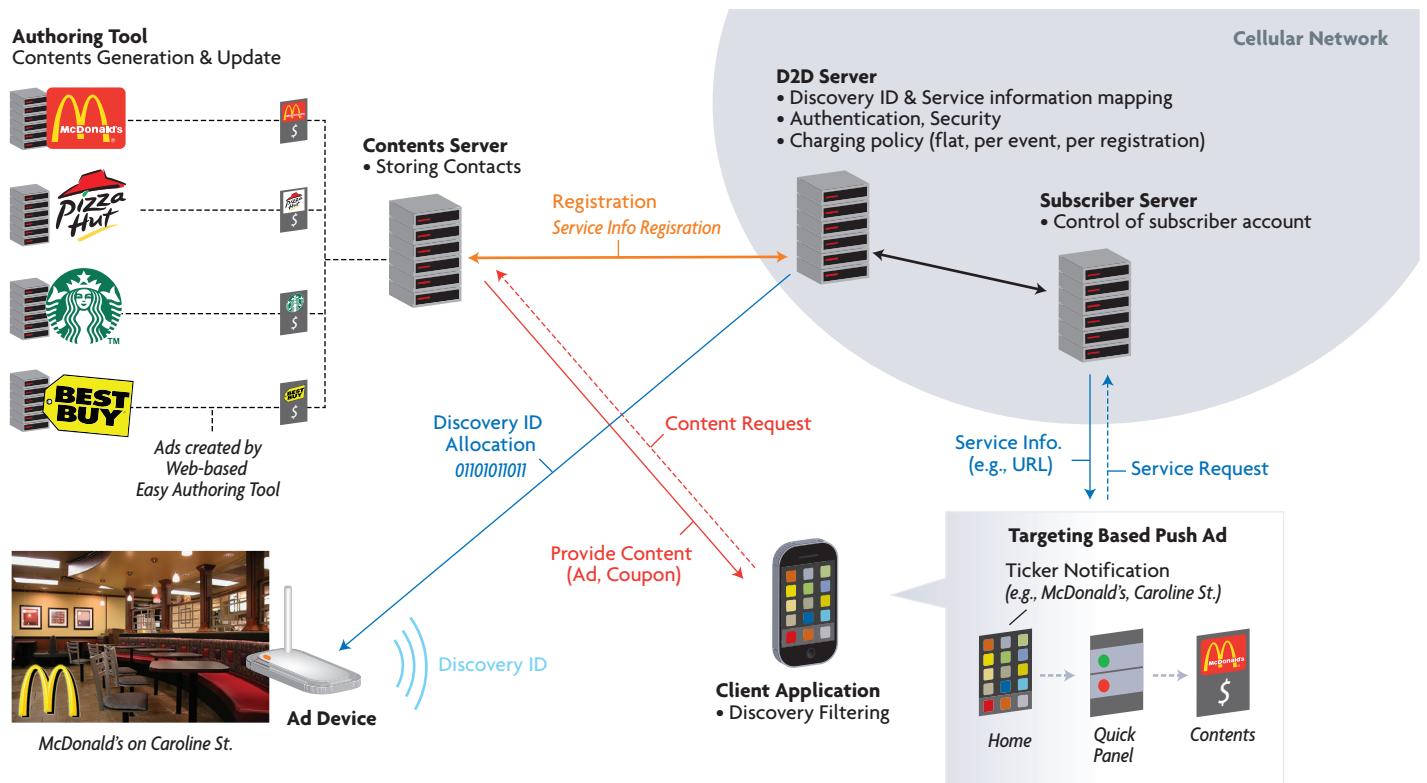 Authoring Tool
Contents Generation & Update
McDonald's
Pizza
Hut
TM
BEST
BUY
$
$
$
BEST
BUY
$
Ads created by
Web-based
Easy Authoring Tool
Contents Server
• Storing Contacts
Registration
Service Info Regisration
Cellular Network
D2D Server
• Discovery ID & Service information mapping
• Authentication, Security
• Charging policy (flat, per event, per registration)
Subscriber Server
• Control of subscriber account
Discovery ID
Allocation
01101011011
Content Request
Provide Content
(Ad, Coupon)
Service Info.
(e.g., URL)
Service Request
McDonald's on Caroline St.
Ad Device
Discovery ID
Client Application
• Discovery Filtering
Targeting Based Push Ad
Ticker Notification
(e.g., McDonald's, Caroline St.)
McDonald's
$
Home
Quick
Panel
Contents